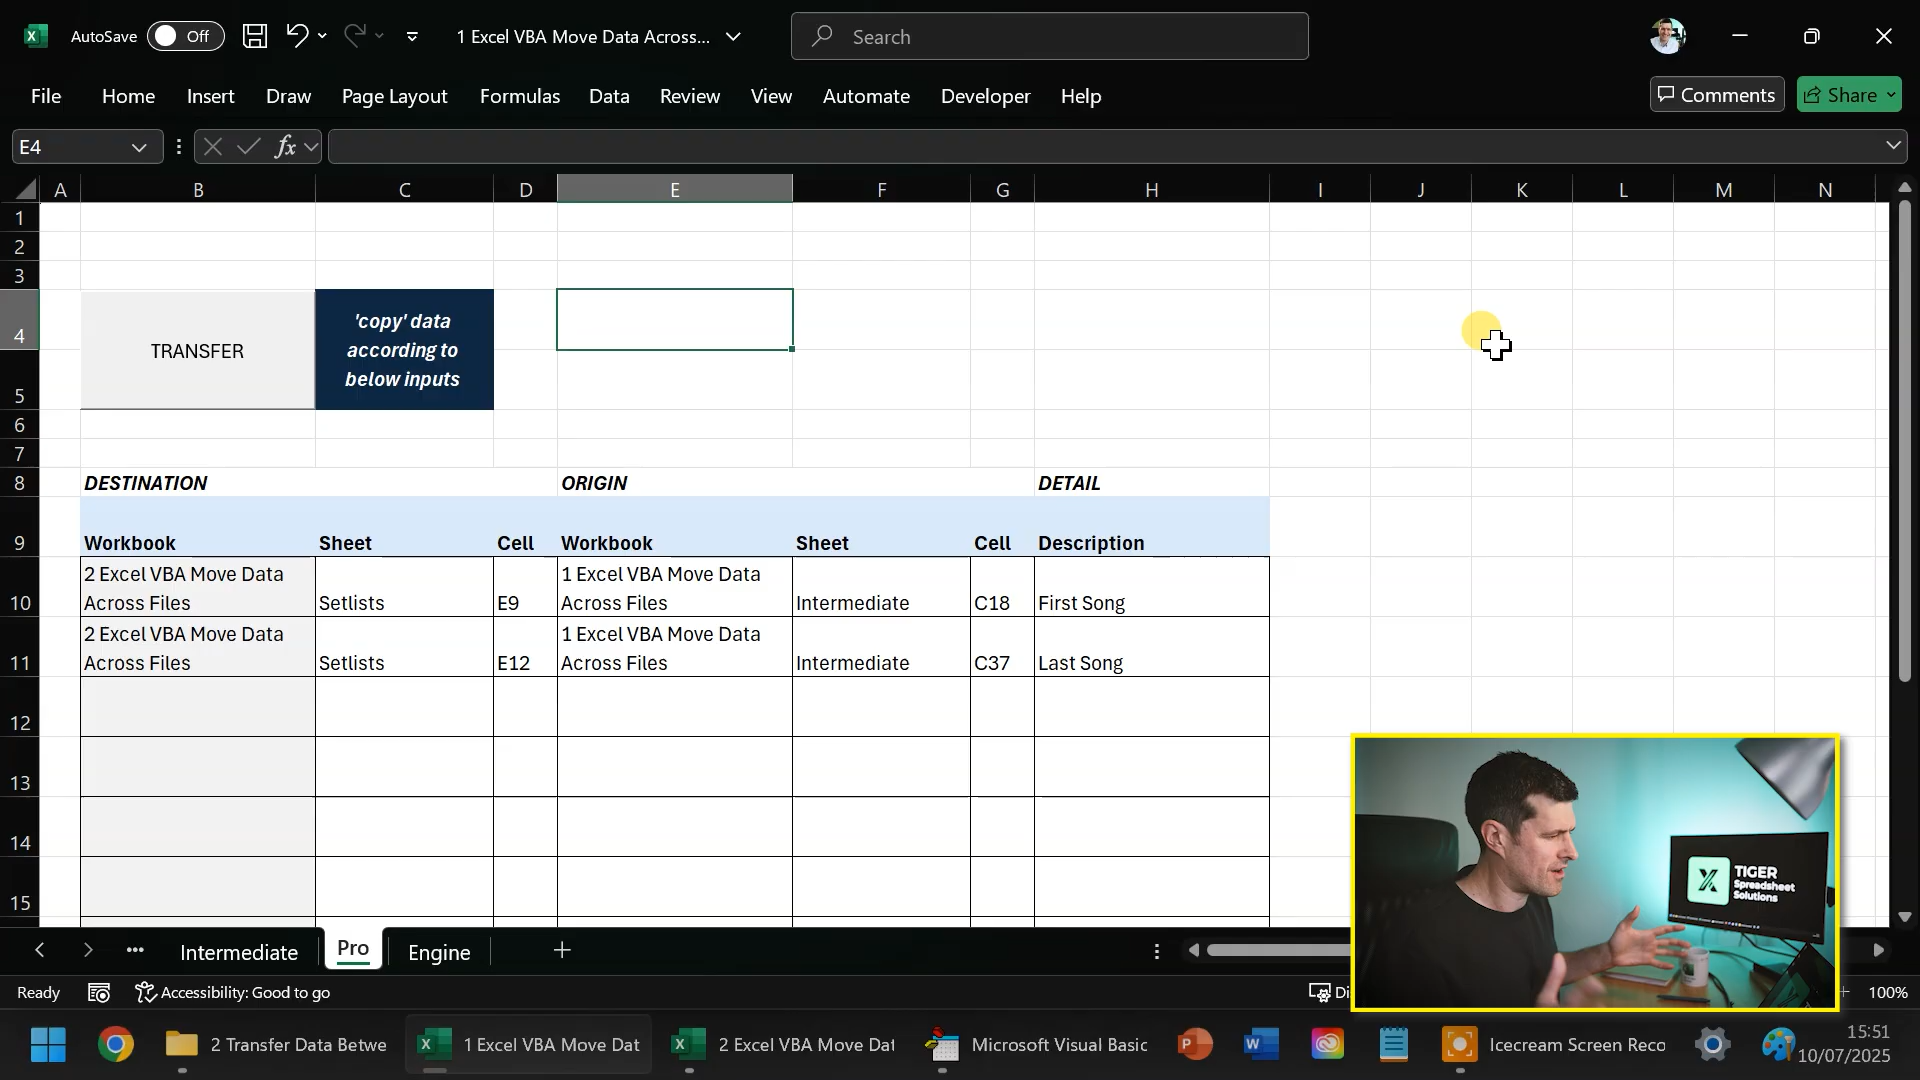 AutoSave Off 1 Excel VBA Move Data Across... Search
File Home Insert Draw Page Layout Formulas Data Review View Automate Developer Help Comments Share
E4 fx
A B C D E F G H I J K L M N
1
2
3
4
5
6
7
TRANSFER
'copy' data
according to
below inputs
8 DESTINATION ORIGIN DETAIL
9 Workbook Sheet Cell Workbook Sheet Cell Description
2 Excel VBA Move Data 1 Excel VBA Move Data
10 Across Files Setlists E9 Across Files Intermediate C18 First Song
2 Excel VBA Move Data 1 Excel VBA Move Data
11 Across Files Setlists E12 Across Files Intermediate C37 Last Song
12
13
14
15
TIGER
Spreadsheet
Solutions
Intermediate Pro Engine
Ready Accessibility: Good to go Di 100%
2 Transfer Data Betwe 1 Excel VBA Move Dat 2 Excel VBA Move Dat Microsoft Visual Basic Icecream Screen Reco 15:51
10/07/2025